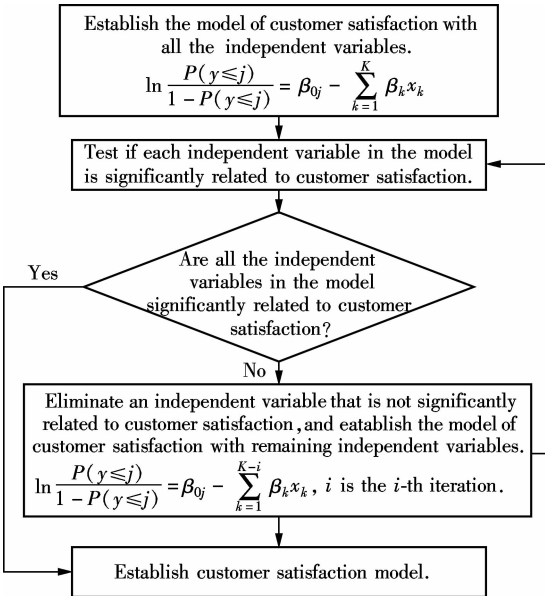 Establish the model of customer satisfaction with
all the independent variables.
ln P(y⩽j) / 1 − P(y⩽j) = β0j − ∑ K k = 1 βkxk
Test if each independent variable in the model
is significantly related to customer satisfaction.
Are all the independent
variables in the model
significantly related to customer
satisfaction?
Yes
No
Eliminate an independent variable that is not significantly
related to customer satisfaction,and eatablish the model of
customer satisfaction with remaining independent variables.
ln P(y⩽j) / 1 − P(y⩽j) = β0j − ∑ K−i k = 1 βkxk, i is the i-th iteration.
Establish customer satisfaction model.